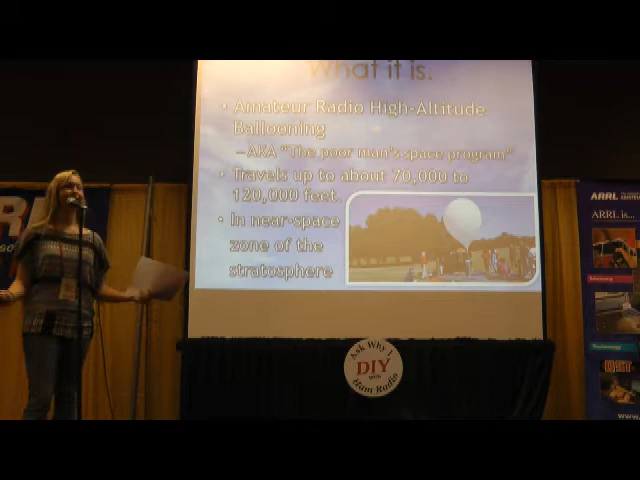 What it is:
• Amateur Radio High-Altitude
Ballooning
–AKA "The poor man's space program"
• Travels up to about 70,000 to
120,000 feet.
• In near-space
zone of the
stratosphere
Ask Why I
DIY
with
Ham Radio
ARRL
ARRL is...